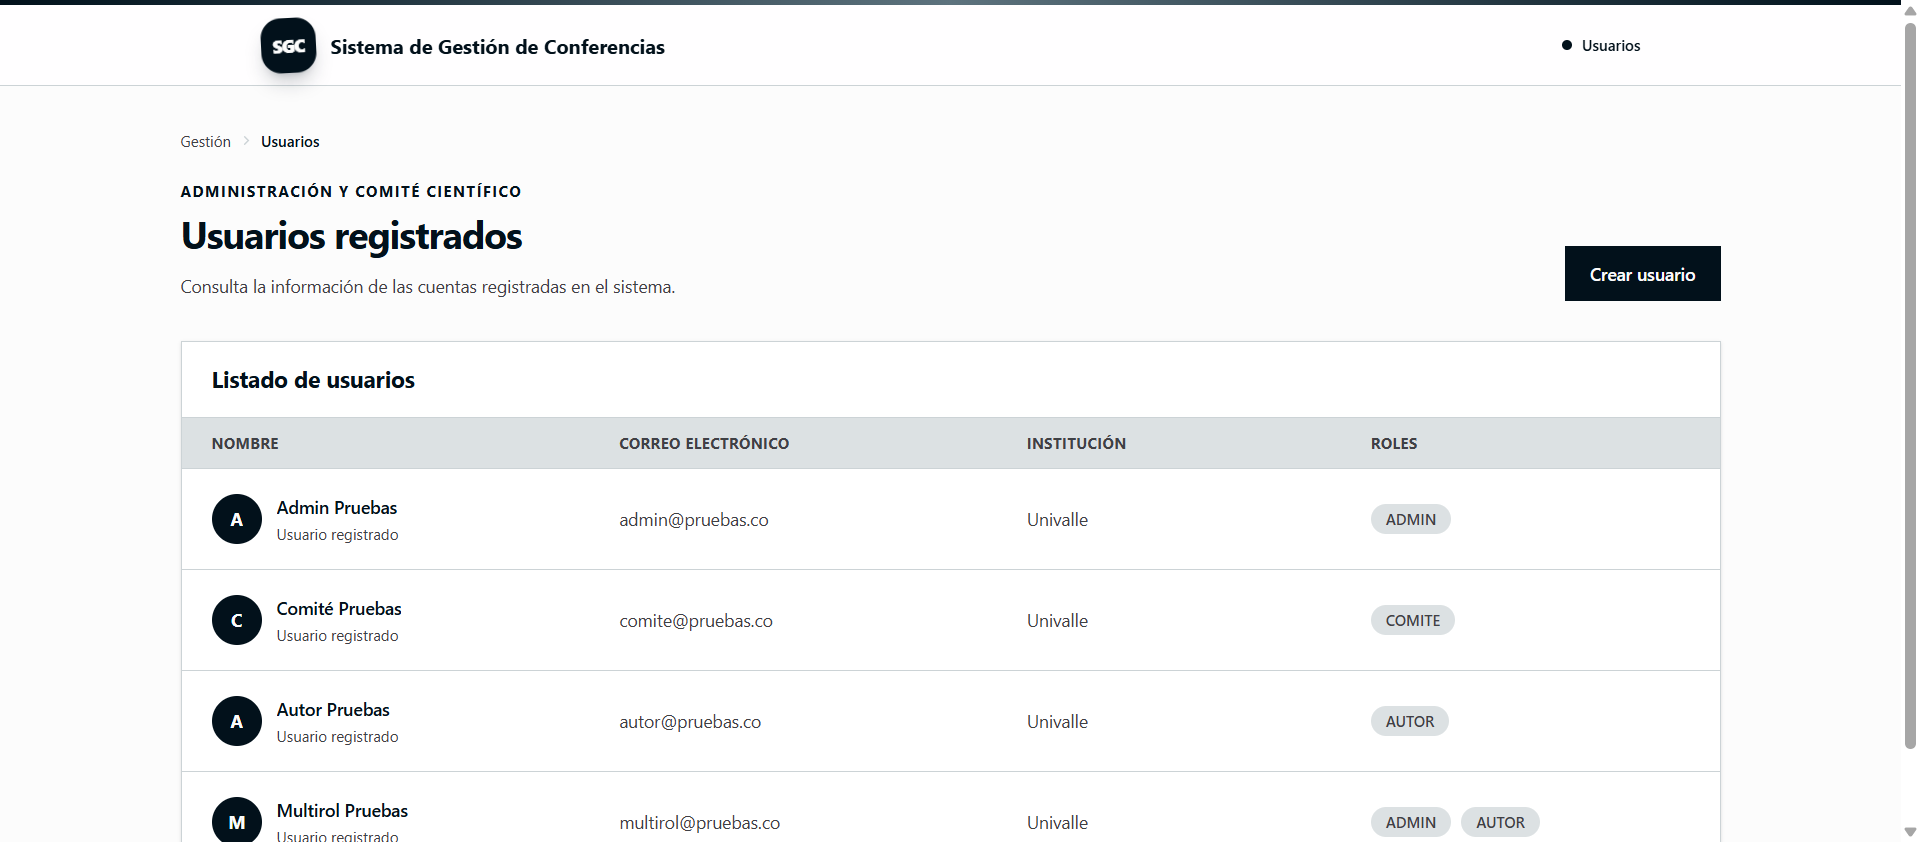 SGC Sistema de Gestión de Conferencias
Usuarios
Gestión > Usuarios
ADMINISTRACIÓN Y COMITÉ CIENTÍFICO
Usuarios registrados
Consulta la información de las cuentas registradas en el sistema.
Crear usuario
Listado de usuarios
NOMBRE CORREO ELECTRÓNICO INSTITUCIÓN ROLES
A Admin Pruebas
Usuario registrado
admin@pruebas.co Univalle ADMIN
C Comité Pruebas
Usuario registrado
comite@pruebas.co Univalle COMITE
A Autor Pruebas
Usuario registrado
autor@pruebas.co Univalle AUTOR
M Multirol Pruebas
Usuario registrado
multirol@pruebas.co Univalle ADMIN AUTOR